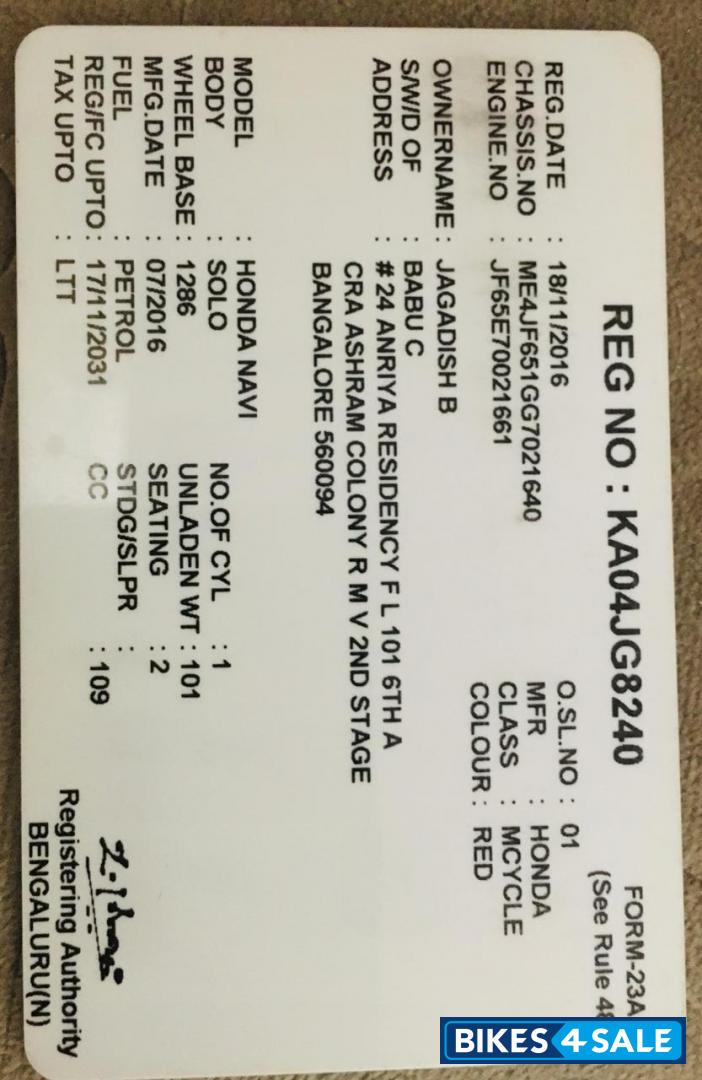 FORM-23A
(See Rule 48
REG NO : KA04JG8240
REG.DATE : 18/11/2016 O.SL.NO : 01
CHASSIS.NO : ME4JF651GG7021640 MFR : HONDA
ENGINE.NO : JF65E70021661 CLASS : MCYCLE
COLOUR : RED
OWNERNAME : JAGADISH B
S/W/D OF : BABU C
ADDRESS : # 24 ANRIYA RESIDENCY F L 101 6TH A
CRA ASHRAM COLONY R M V 2ND STAGE
BANGALORE 560094
MODEL : HONDA NAVI
BODY : SOLO NO.OF CYL : 1
WHEEL BASE : 1286 UNLADEN WT : 101
MFG.DATE : 07/2016 SEATING : 2
FUEL : PETROL STDG/SLPR :
REG/FC UPTO : 17/11/2031 CC : 109
TAX UPTO : LTT
Registering Authority
BENGALURU(N)
BIKES4SALE